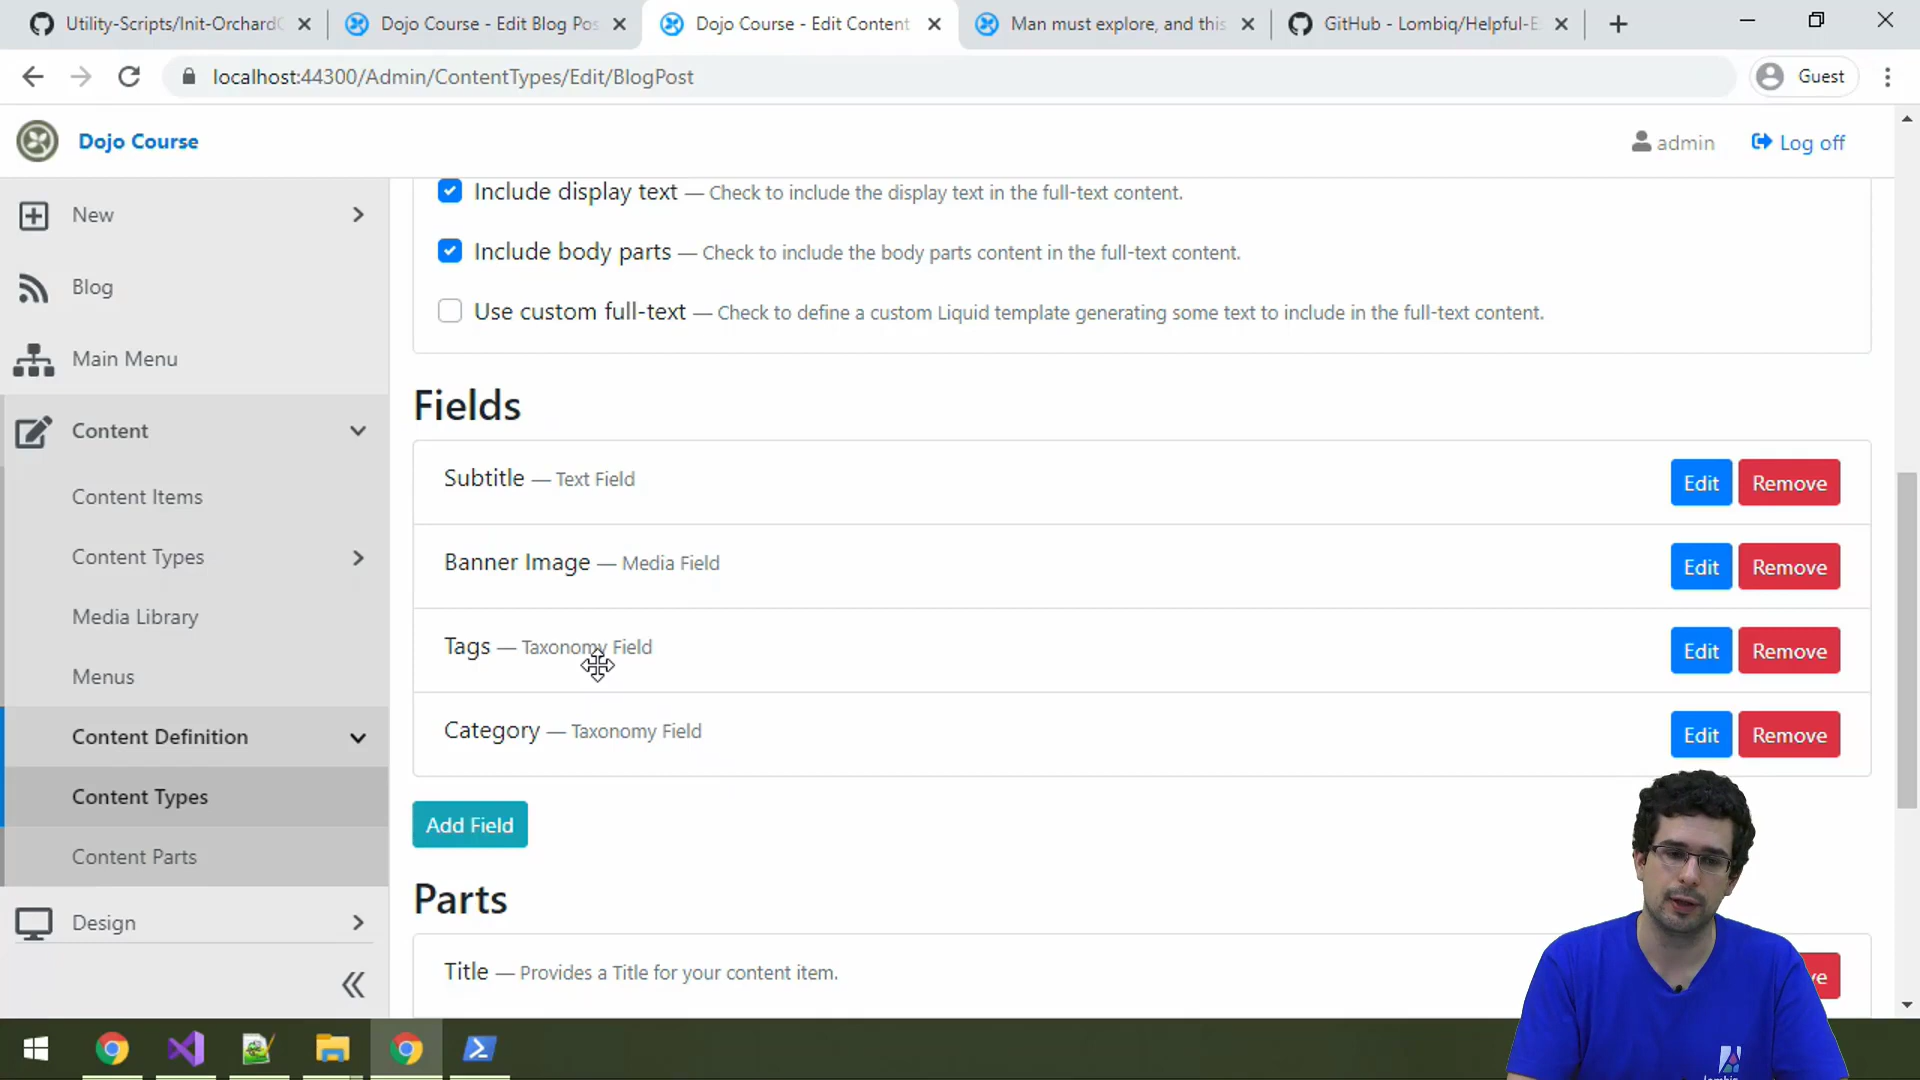 Utility-Scripts/Init-Orchard
Dojo Course - Edit Blog Pos
Dojo Course - Edit Content
Man must explore, and this
GitHub - Lombiq/Helpful-E
localhost:44300/Admin/ContentTypes/Edit/BlogPost
Guest
Dojo Course
admin
Log off
New
Blog
Main Menu
Content
Content Items
Content Types
Media Library
Menus
Content Definition
Content Types
Content Parts
Design
Include display text — Check to include the display text in the full-text content.
Include body parts — Check to include the body parts content in the full-text content.
Use custom full-text — Check to define a custom Liquid template generating some text to include in the full-text content.
Fields
Subtitle — Text Field
Edit
Remove
Banner Image — Media Field
Edit
Remove
Tags — Taxonomy Field
Edit
Remove
Category — Taxonomy Field
Edit
Remove
Add Field
Parts
Title — Provides a Title for your content item.